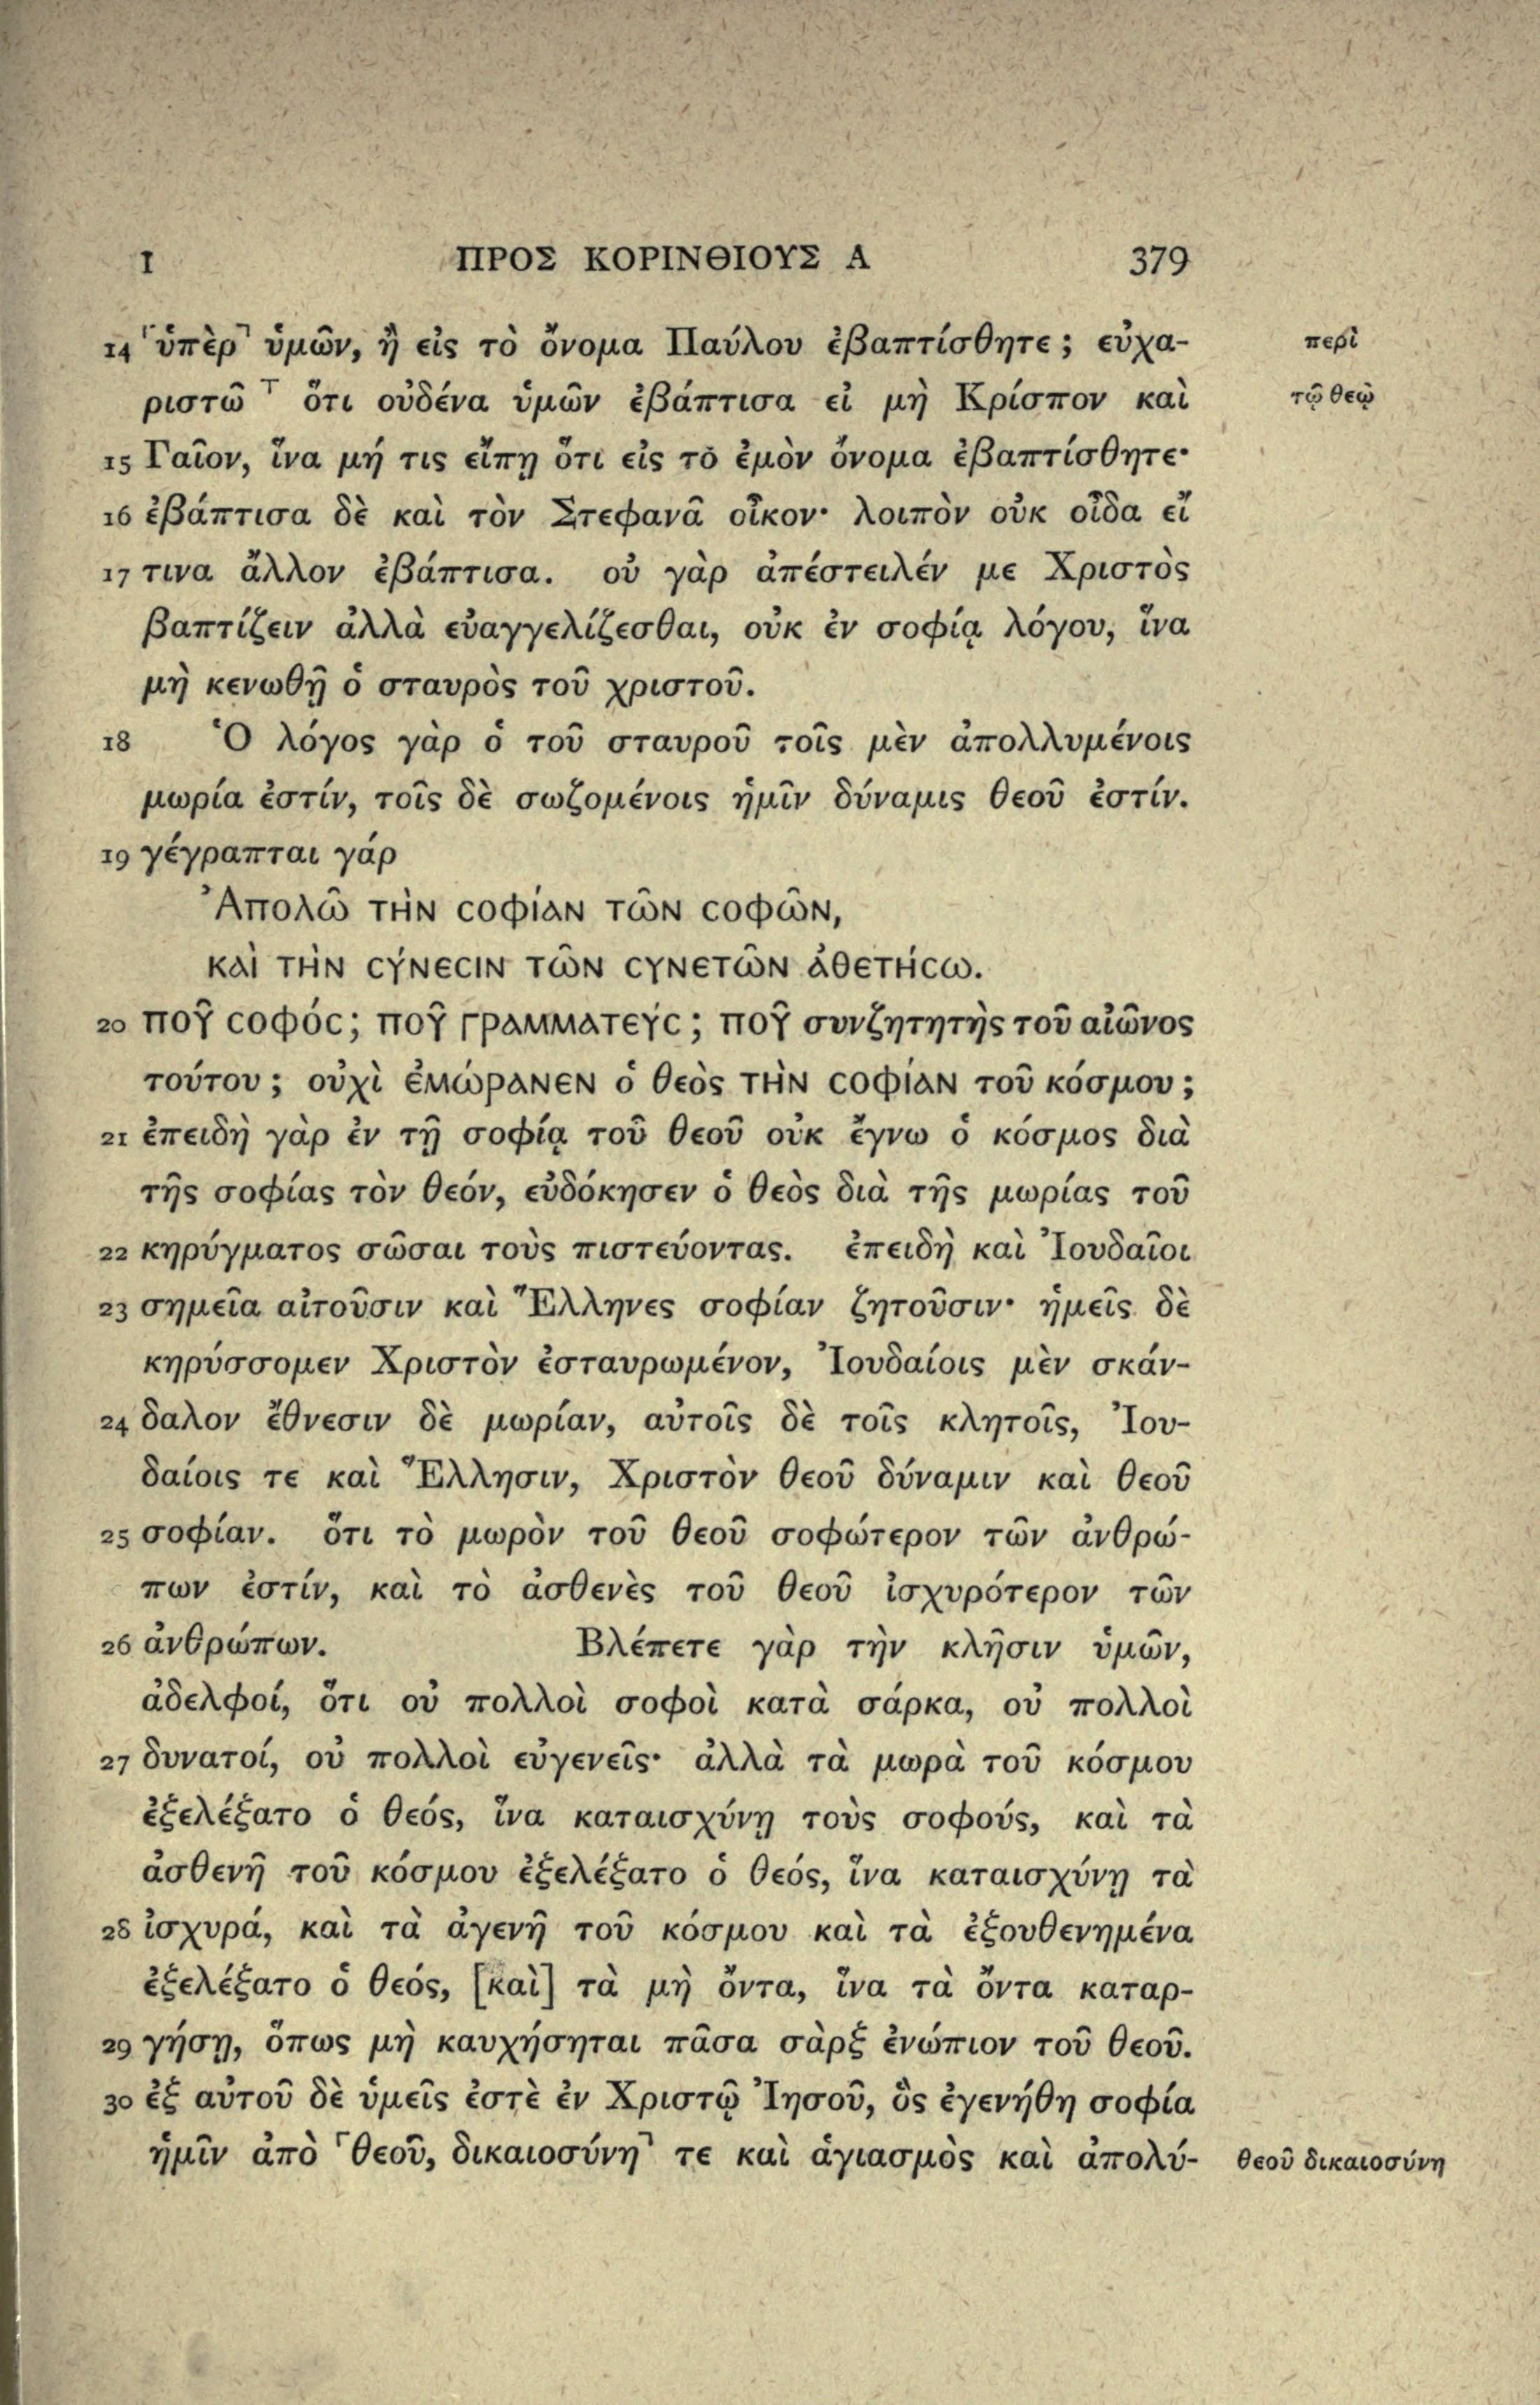 I ΠΡΟΣ ΚΟΡΙΝΘΙΟΥΣ Α 379
14 ⸢ὑπὲρ⸣ ὑμῶν, ἢ εἰς τὸ ὄνομα Παύλου ἐβαπτίσθητε; εὐχα- περὶ
ριστῶ ⸆ ὅτι οὐδένα ὑμῶν ἐβάπτισα εἰ μὴ Κρίσπον καὶ τῷ θεῷ
15 Γαῖον, ἵνα μή τις εἴπῃ ὅτι εἰς τὸ ἐμὸν ὄνομα ἐβαπτίσθητε·
16 ἐβάπτισα δὲ καὶ τὸν Στεφανᾶ οἶκον· λοιπὸν οὐκ οἶδα εἴ
17 τινα ἄλλον ἐβάπτισα. οὐ γὰρ ἀπέστειλέν με Χριστὸς
βαπτίζειν ἀλλὰ εὐαγγελίζεσθαι, οὐκ ἐν σοφίᾳ λόγου, ἵνα
μὴ κενωθῇ ὁ σταυρὸς τοῦ χριστοῦ.
18 Ὁ λόγος γὰρ ὁ τοῦ σταυροῦ τοῖς μὲν ἀπολλυμένοις
μωρία ἐστίν, τοῖς δὲ σωζομένοις ἡμῖν δύναμις θεοῦ ἐστίν.
19 γέγραπται γάρ
Ἀπολῶ τὴν σοφίαν τῶν σοφῶν,
καὶ τὴν σύνεσιν τῶν συνετῶν ἀθετήσω.
20 ποῦ σοφός; ποῦ γραμματεύς; ποῦ συνζητητὴς τοῦ αἰῶνος
τούτου; οὐχὶ ἐμώρανεν ὁ θεὸς τὴν σοφίαν τοῦ κόσμου;
21 ἐπειδὴ γὰρ ἐν τῇ σοφίᾳ τοῦ θεοῦ οὐκ ἔγνω ὁ κόσμος διὰ
τῆς σοφίας τὸν θεόν, εὐδόκησεν ὁ θεὸς διὰ τῆς μωρίας τοῦ
22 κηρύγματος σῶσαι τοὺς πιστεύοντας. ἐπειδὴ καὶ Ἰουδαῖοι
23 σημεῖα αἰτοῦσιν καὶ Ἕλληνες σοφίαν ζητοῦσιν· ἡμεῖς δὲ
κηρύσσομεν Χριστὸν ἐσταυρωμένον, Ἰουδαίοις μὲν σκάν-
24 δαλον ἔθνεσιν δὲ μωρίαν, αὐτοῖς δὲ τοῖς κλητοῖς, Ἰου-
δαίοις τε καὶ Ἕλλησιν, Χριστὸν θεοῦ δύναμιν καὶ θεοῦ
25 σοφίαν. ὅτι τὸ μωρὸν τοῦ θεοῦ σοφώτερον τῶν ἀνθρώ-
πων ἐστίν, καὶ τὸ ἀσθενὲς τοῦ θεοῦ ἰσχυρότερον τῶν
26 ἀνθρώπων. Βλέπετε γὰρ τὴν κλῆσιν ὑμῶν,
ἀδελφοί, ὅτι οὐ πολλοὶ σοφοὶ κατὰ σάρκα, οὐ πολλοὶ
27 δυνατοί, οὐ πολλοὶ εὐγενεῖς· ἀλλὰ τὰ μωρὰ τοῦ κόσμου
ἐξελέξατο ὁ θεός, ἵνα καταισχύνῃ τοὺς σοφούς, καὶ τὰ
ἀσθενῆ τοῦ κόσμου ἐξελέξατο ὁ θεός, ἵνα καταισχύνῃ τὰ
28 ἰσχυρά, καὶ τὰ ἀγενῆ τοῦ κόσμου καὶ τὰ ἐξουθενημένα
ἐξελέξατο ὁ θεός, [καὶ] τὰ μὴ ὄντα, ἵνα τὰ ὄντα καταρ-
29 γήσῃ, ὅπως μὴ καυχήσηται πᾶσα σὰρξ ἐνώπιον τοῦ θεοῦ.
30 ἐξ αὐτοῦ δὲ ὑμεῖς ἐστὲ ἐν Χριστῷ Ἰησοῦ, ὃς ἐγενήθη σοφία
ἡμῖν ἀπὸ ⸢θεοῦ, δικαιοσύνη⸣ τε καὶ ἁγιασμὸς καὶ ἀπολύ- θεοῦ δικαιοσύνη